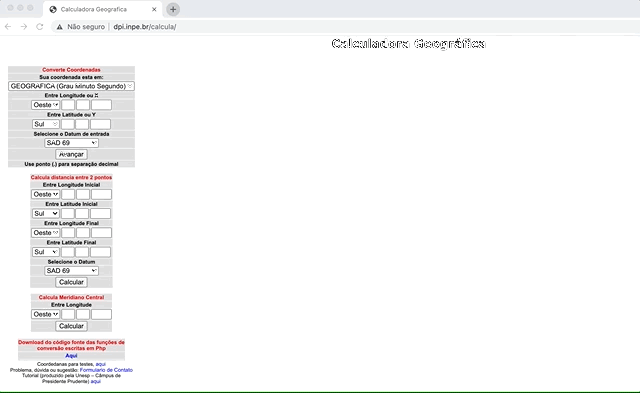 Calculadora Geografica
Não seguro | dpi.inpe.br/calcula/
Calculadora Geográfica
Converte Coordenadas
Sua coordenada esta em:
GEOGRAFICA (Grau Minuto Segundo)
Entre Longitude ou X
Oeste
Entre Latitude ou Y
Sul
Selecione o Datum de entrada
SAD 69
Avançar
Use ponto (.) para separação decimal
Calcula distancia entre 2 pontos
Entre Longitude Inicial
Oeste
Entre Latitude Inicial
Sul
Entre Longitude Final
Oeste
Entre Latitude Final
Sul
Selecione o Datum
SAD 69
Calcular
Calcula Meridiano Central
Entre Longitude
Oeste
Calcular
Download do código fonte das funções de
conversão escritas em Php
Aqui
Coordedanas para testes, aqui
Problema, dúvida ou sugestão: Formulario de Contato
Tutorial (produzido pela Unesp – Câmpus de
Presidente Prudente) aqui